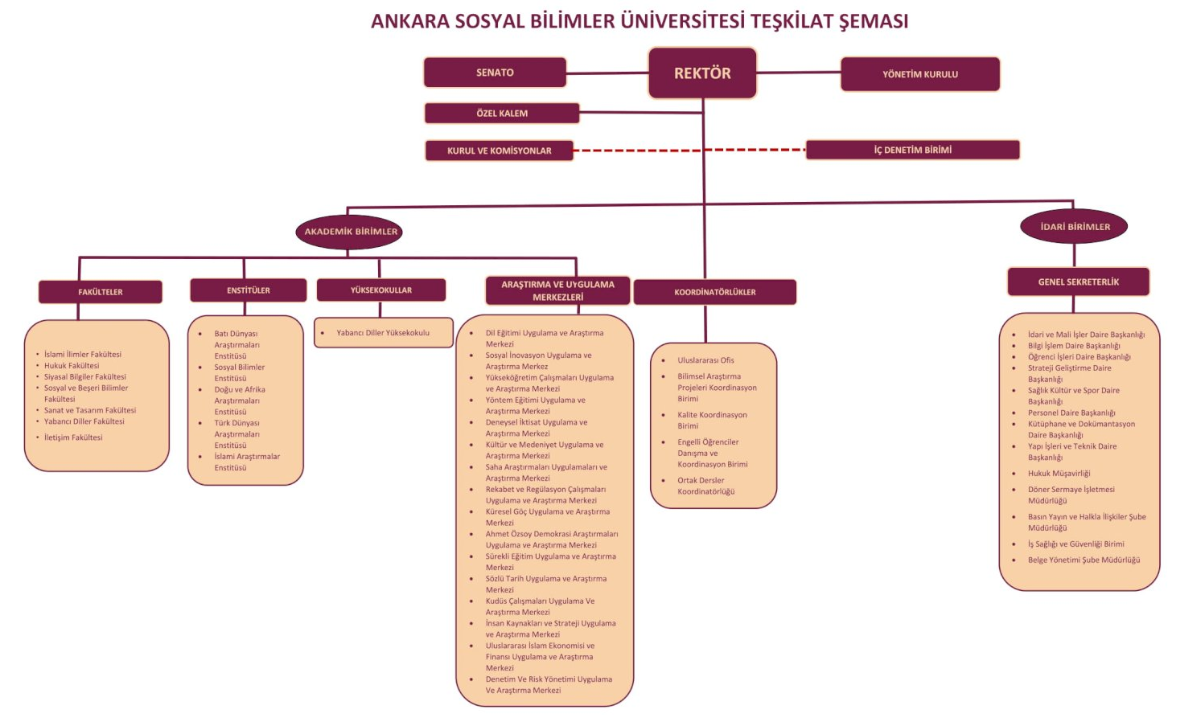 ANKARA SOSYAL BİLİMLER ÜNİVERSİTESİ TEŞKİLAT ŞEMASI
SENATO
REKTÖR
YÖNETİM KURULU
ÖZEL KALEM
KURUL VE KOMİSYONLAR
İÇ DENETİM BİRİMİ
AKADEMİK BİRİMLER
İDARİ BİRİMLER
FAKÜLTELER
• İslami İlimler Fakültesi
• Hukuk Fakültesi
• Siyasal Bilgiler Fakültesi
• Sosyal ve Beşeri Bilimler
Fakültesi
• Sanat ve Tasarım Fakültesi
• Yabancı Diller Fakültesi
• İletişim Fakültesi
ENSTİTÜLER
• Batı Dünyası
Araştırmaları
Enstitüsü
• Sosyal Bilimler
Enstitüsü
• Doğu ve Afrika
Araştırmaları
Enstitüsü
• Türk Dünyası
Araştırmaları
Enstitüsü
• İslami Araştırmalar
Enstitüsü
YÜKSEKOKULLAR
• Yabancı Diller Yüksekokulu
ARAŞTIRMA VE UYGULAMA
MERKEZLERİ
• Dil Eğitimi Uygulama ve Araştırma
Merkezi
• Sosyal İnovasyon Uygulama ve
Araştırma Merkez
• Yükseköğretim Çalışmaları Uygulama
ve Araştırma Merkezi
• Yöntem Eğitimi Uygulama ve
Araştırma Merkezi
• Deneysel İktisat Uygulama ve
Araştırma Merkezi
• Kültür ve Medeniyet Uygulama ve
Araştırma Merkezi
• Saha Araştırmaları Uygulamaları ve
Araştırma Merkezi
• Rekabet ve Regülasyon Çalışmaları
Uygulama ve Araştırma Merkezi
• Küresel Göç Uygulama ve Araştırma
Merkezi
• Ahmet Özsoy Demokrasi Araştırmaları
Uygulama ve Araştırma Merkezi
• Sürekli Eğitim Uygulama ve Araştırma
Merkezi
• Sözlü Tarih Uygulama ve Araştırma
Merkezi
• Kudüs Çalışmaları Uygulama Ve
Araştırma Merkezi
• İnsan Kaynakları ve Strateji Uygulama
ve Araştırma Merkezi
• Uluslararası İslam Ekonomisi ve
Finansı Uygulama ve Araştırma
Merkezi
• Denetim Ve Risk Yönetimi Uygulama
Ve Araştırma Merkezi
KOORDİNATÖRLÜKLER
• Uluslararası Ofis
• Bilimsel Araştırma
Projeleri Koordinasyon
Birimi
• Kalite Koordinasyon
Birimi
• Engelli Öğrenciler
Danışma ve
Koordinasyon Birimi
• Ortak Dersler
Koordinatörlüğü
GENEL SEKRETERLİK
• İdari ve Mali İşler Daire Başkanlığı
• Bilgi İşlem Daire Başkanlığı
• Öğrenci İşleri Daire Başkanlığı
• Strateji Geliştirme Daire
Başkanlığı
• Sağlık Kültür ve Spor Daire
Başkanlığı
• Personel Daire Başkanlığı
• Kütüphane ve Dokümantasyon
Daire Başkanlığı
• Yapı İşleri ve Teknik Daire
Başkanlığı
• Hukuk Müşavirliği
• Döner Sermaye İşletmesi
Müdürlüğü
• Basın Yayın ve Halkla İlişkiler Şube
Müdürlüğü
• İş Sağlığı ve Güvenliği Birimi
• Belge Yönetimi Şube Müdürlüğü